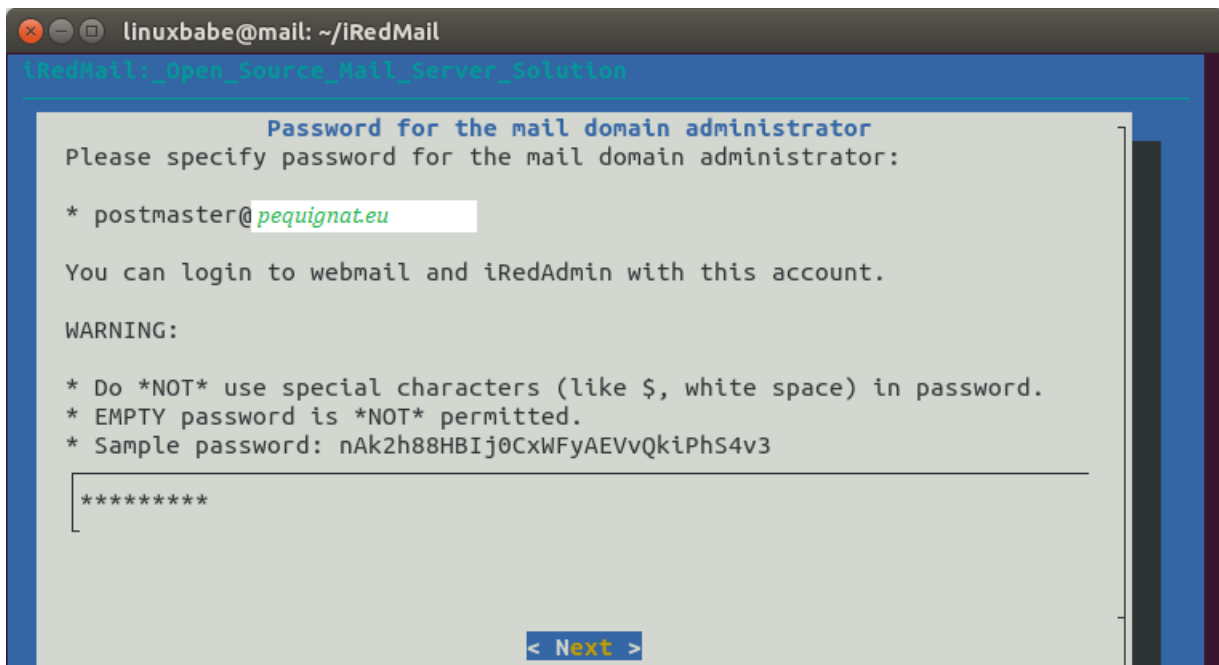 linuxbabe@mail: ~/iRedMail
iRedMail:_Open_Source_Mail_Server_Solution
Password for the mail domain administrator
Please specify password for the mail domain administrator:
* postmaster@ pequignat.eu
You can login to webmail and iRedAdmin with this account.
WARNING:
* Do *NOT* use special characters (like $, white space) in password.
* EMPTY password is *NOT* permitted.
* Sample password: nAk2h88HBIj0CxWFyAEVvQkiPhS4v3
*********
< Next >